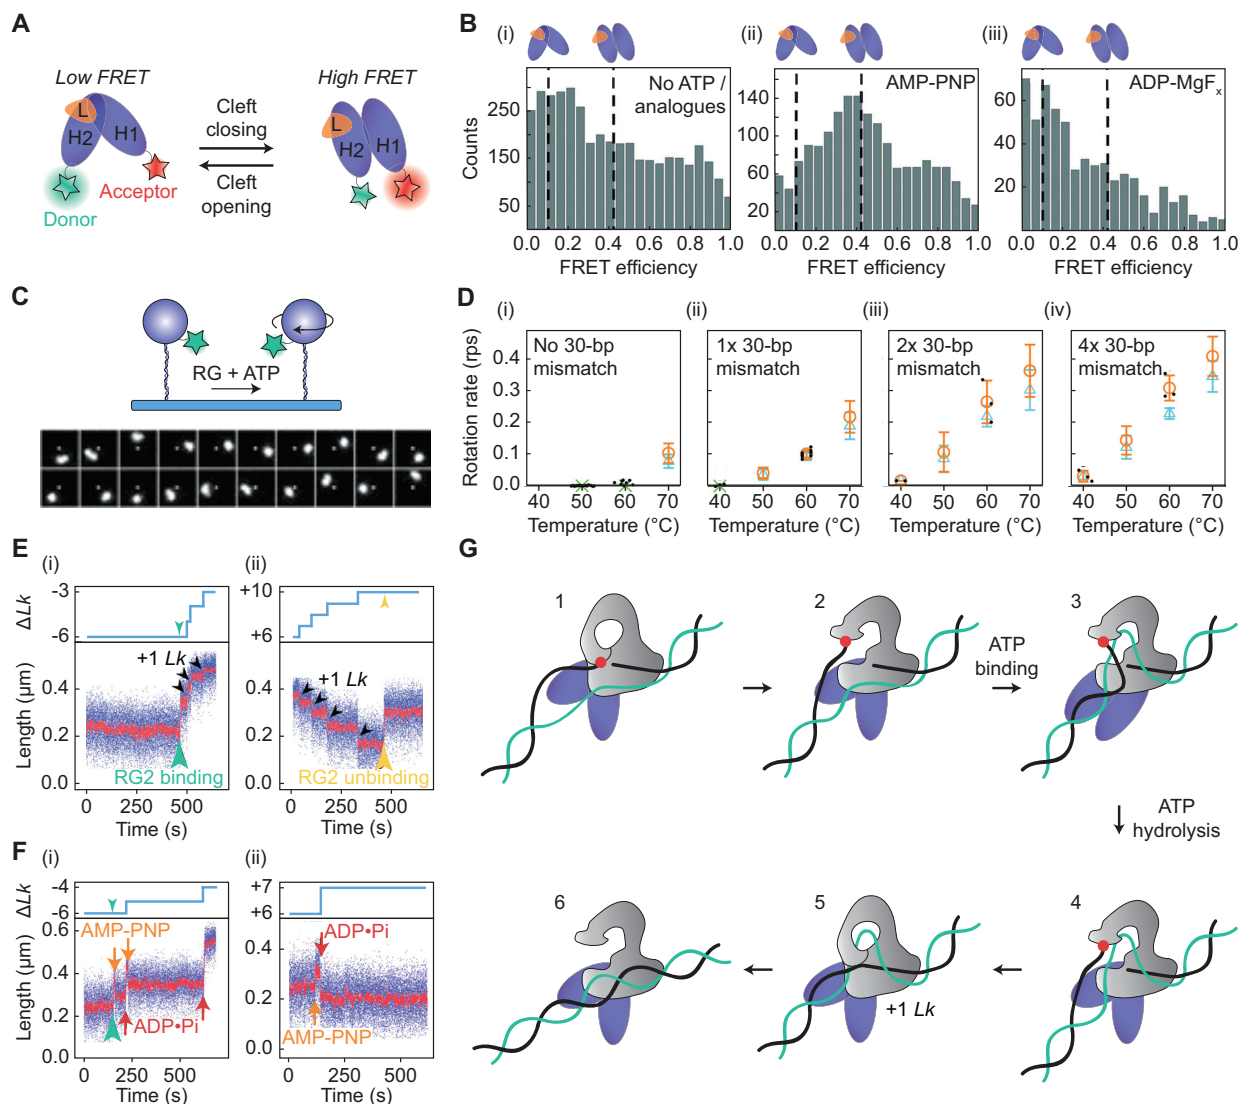 A
Low FRET
High FRET
L
H2
H1
Cleft
closing
Cleft
opening
L
H2
H1
Donor
Acceptor
B
(i)
(ii)
(iii)
No ATP /
analogues
AMP-PNP
ADP-MgFx
Counts
250
150
50
140
100
60
20
60
40
20
0.0 0.2 0.4 0.6 0.8 1.0
0.0 0.2 0.4 0.6 0.8 1.0
0.0 0.2 0.4 0.6 0.8 1.0
FRET efficiency
FRET efficiency
FRET efficiency
C
RG + ATP
D
(i)
(ii)
(iii)
(iv)
No 30-bp
mismatch
1x 30-bp
mismatch
2x 30-bp
mismatch
4x 30-bp
mismatch
Rotation rate (rps)
0.4
0.3
0.2
0.1
0.0
40 50 60 70
40 50 60 70
40 50 60 70
40 50 60 70
Temperature (°C)
Temperature (°C)
Temperature (°C)
Temperature (°C)
E
(i)
(ii)
ΔLk
-3
-6
+10
+6
+1 Lk
+1 Lk
Length (µm)
0.4
0.2
0.0
0.4
0.2
0.0
RG2 binding
RG2 unbinding
0 250 500
0 250 500
Time (s)
Time (s)
F
(i)
(ii)
ΔLk
-4
-6
+7
+6
AMP-PNP
ADP•Pi
ADP•Pi
AMP-PNP
Length (µm)
0.6
0.4
0.2
0.0
0.4
0.2
0.0
0 250 500
0 250 500
Time (s)
Time (s)
G
1
2
ATP
binding
3
ATP
hydrolysis
6
5
4
+1 Lk